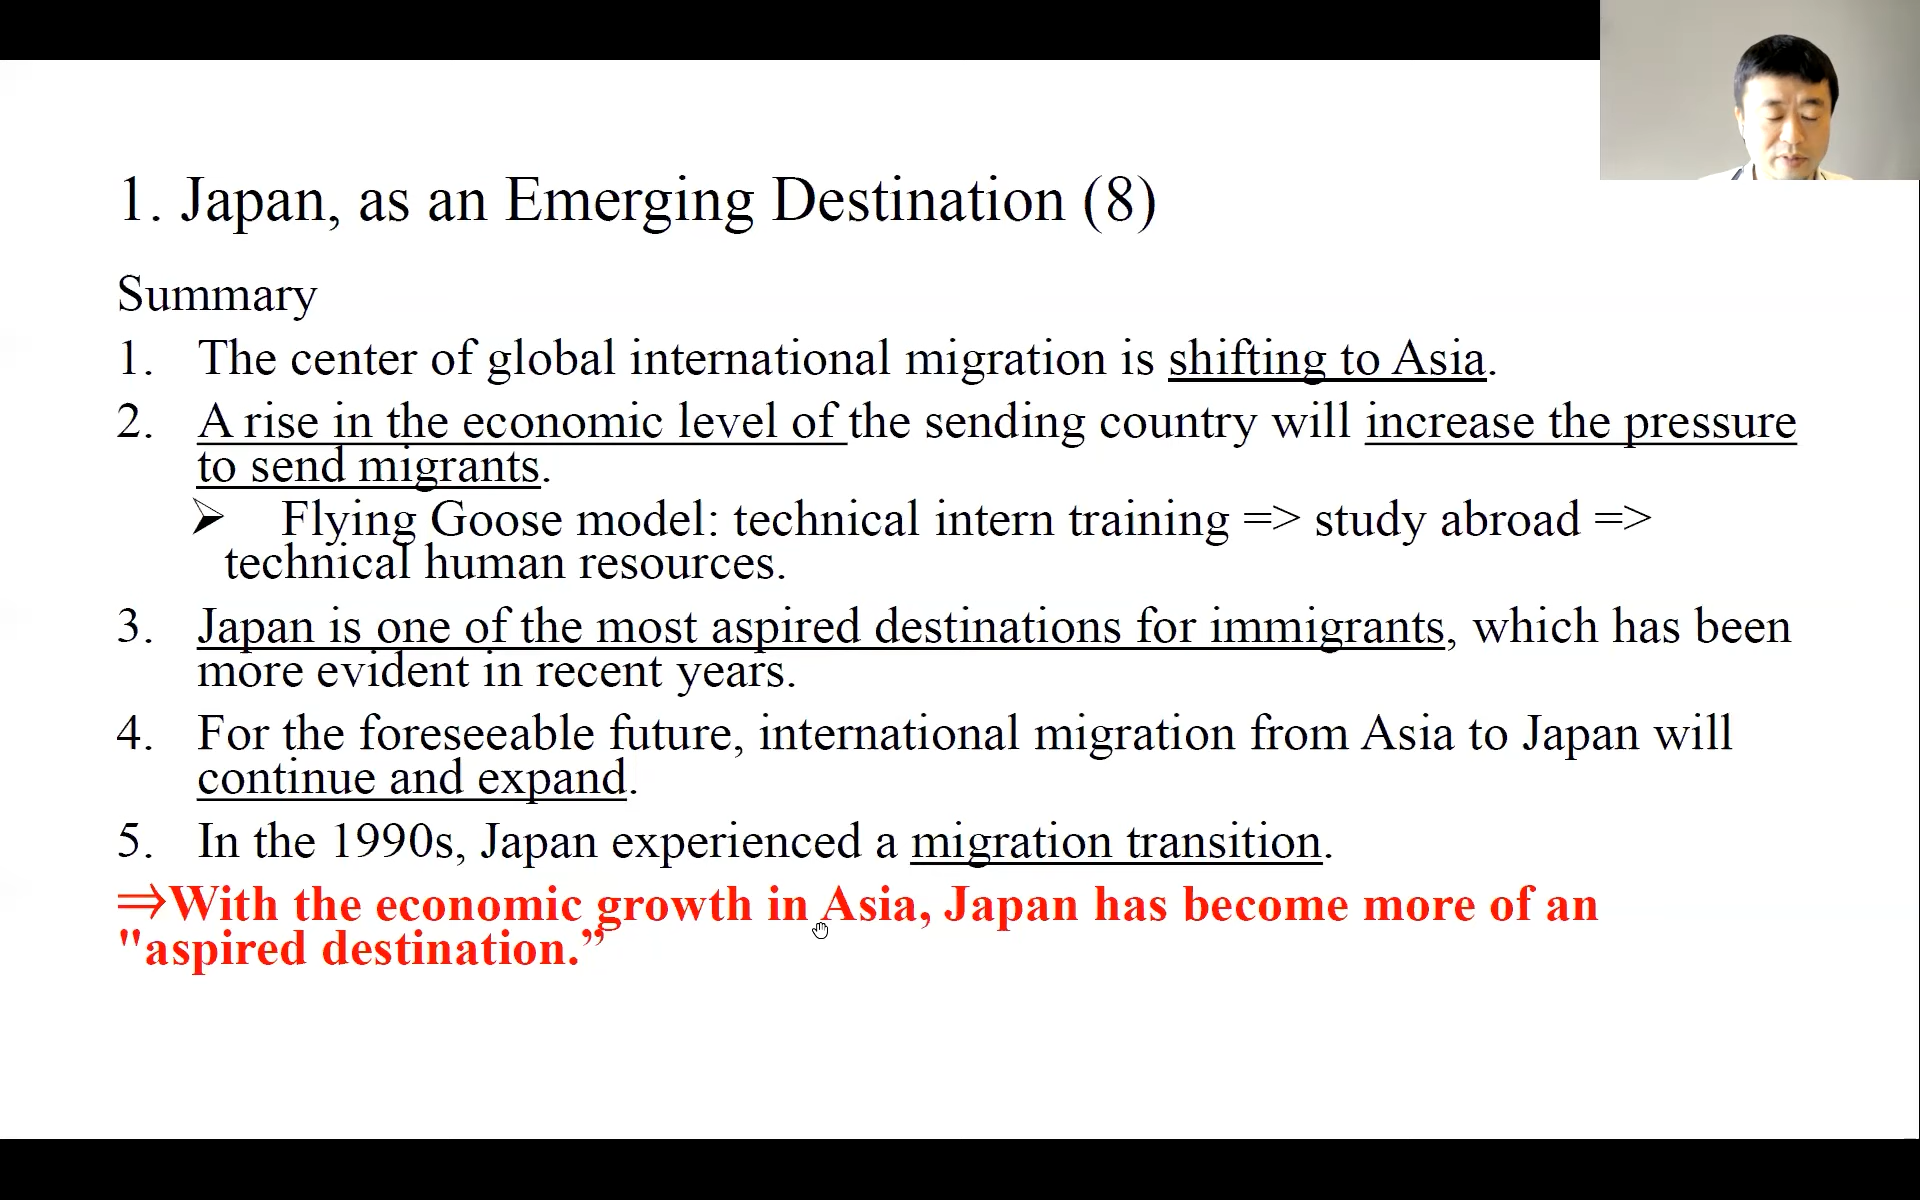 1. Japan, as an Emerging Destination (8)
Summary
1. The center of global international migration is shifting to Asia.
2. A rise in the economic level of the sending country will increase the pressure
to send migrants.
➢ Flying Goose model: technical intern training => study abroad =>
technical human resources.
3. Japan is one of the most aspired destinations for immigrants, which has been
more evident in recent years.
4. For the foreseeable future, international migration from Asia to Japan will
continue and expand.
5. In the 1990s, Japan experienced a migration transition.
⇒With the economic growth in Asia, Japan has become more of an
"aspired destination.”